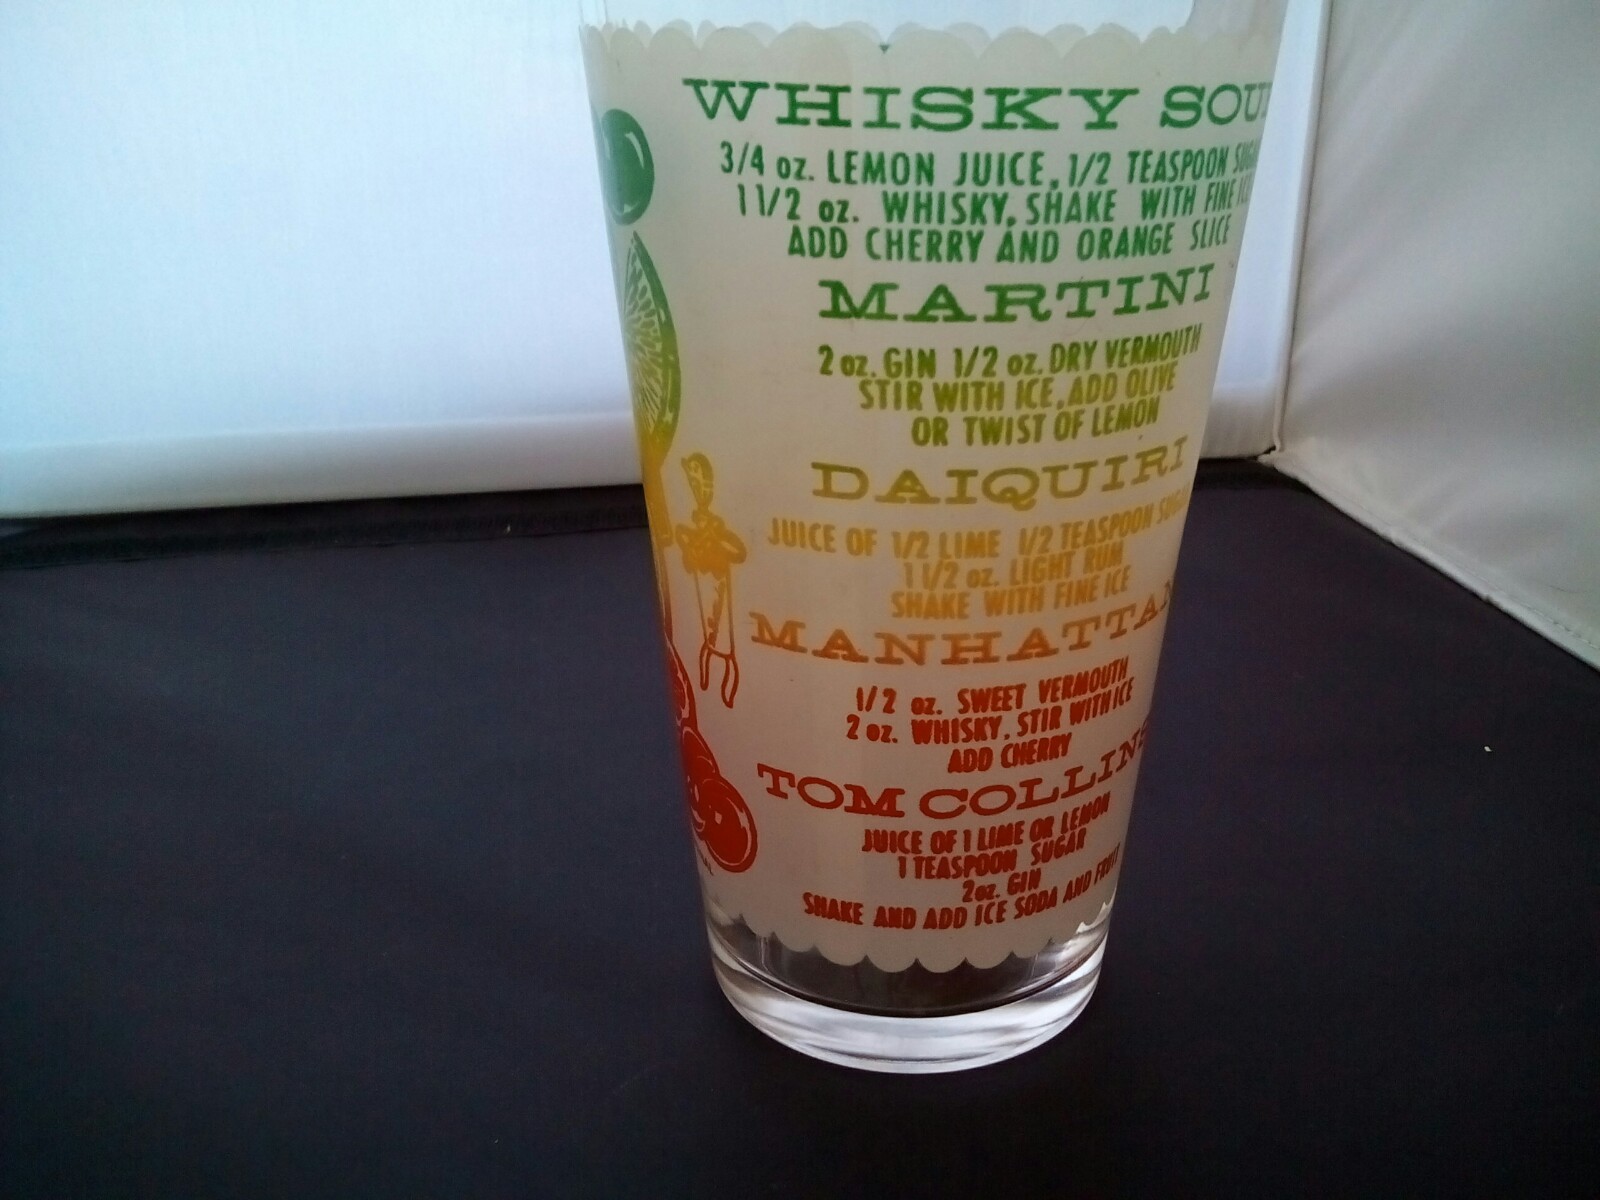 WHISKY SOU
3/4 oz. LEMON JUICE, 1/2 TEASPOON SUGA
1 1/2 oz. WHISKY, SHAKE WITH FINE ICE
ADD CHERRY AND ORANGE SLICE
MARTINI
2 oz. GIN 1/2 oz. DRY VERMOUTH
STIR WITH ICE, ADD OLIVE
OR TWIST OF LEMON
DAIQUIRI
JUICE OF 1/2 LIME 1/2 TEASPOON SUGAR
1 1/2 oz. LIGHT RUM
SHAKE WITH FINE ICE
MANHATTAN
1/2 oz. SWEET VERMOUTH
2 oz. WHISKY. STIR WITH ICE
ADD CHERRY
TOM COLLINS
JUICE OF 1 LIME OR LEMON
1 TEASPOON SUGAR
2 oz. GIN
SHAKE AND ADD ICE SODA AND FRUIT